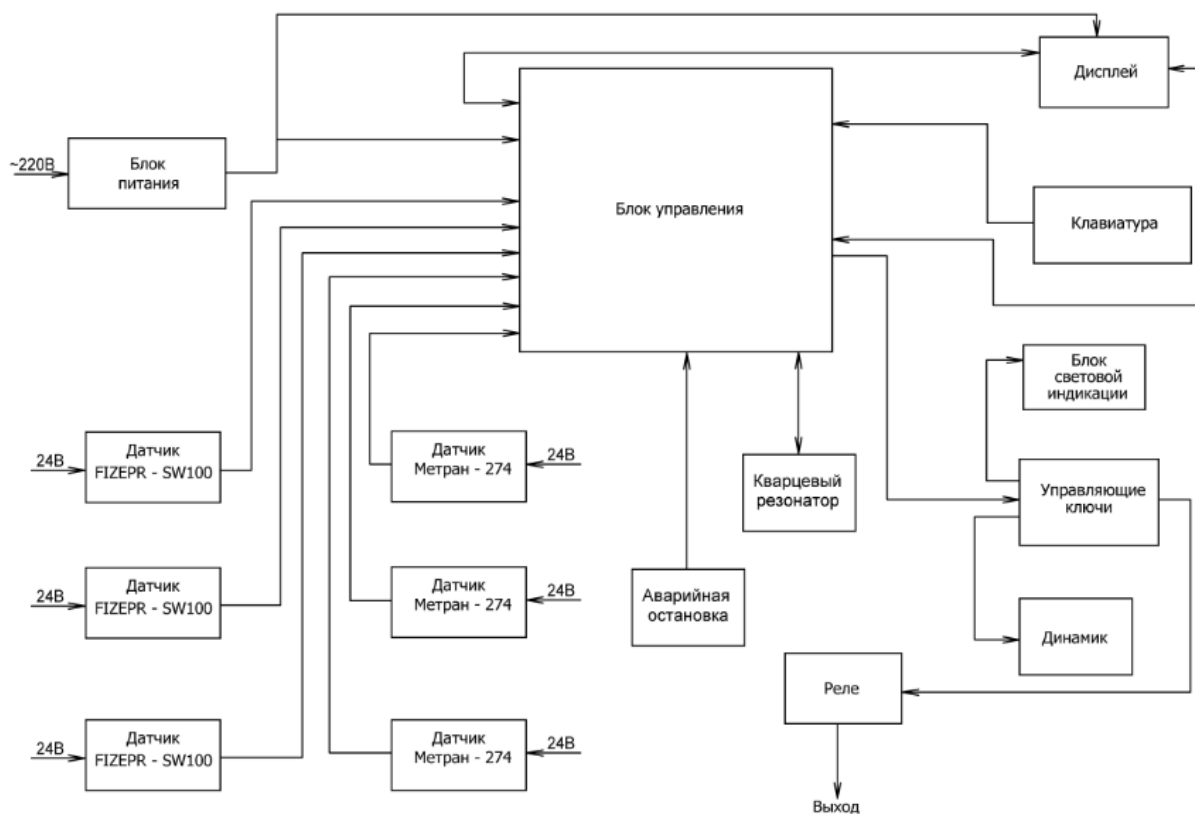 Дисплей
~220В
Блок
питания
Блок управления
Клавиатура
Блок
световой
индикации
24В
Датчик
FIZEPR - SW100
Датчик
Метран - 274
24В
Кварцевый
резонатор
Управляющие
ключи
24В
Датчик
FIZEPR - SW100
Датчик
Метран - 274
24В
Аварийная
остановка
Динамик
Реле
24В
Датчик
FIZEPR - SW100
Датчик
Метран - 274
24В
Выход